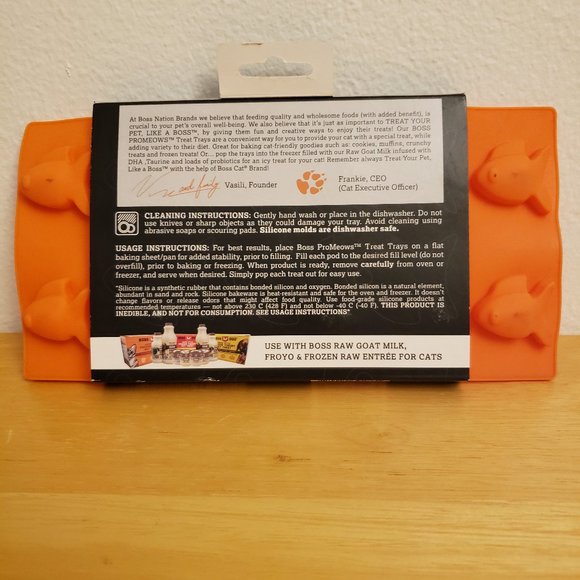 At Boss Nation Brands we believe that feeding quality and wholesome foods (with added benefit), is
crucial to your pet's overall well-being. We also believe that it's just as important to TREAT YOUR
PET, LIKE A BOSS™, by giving them fun and creative ways to enjoy their treats! Our BOSS
PROMEOWS™ Treat Trays are a convenient way for you to provide your cat with a special treat, while
adding variety to their diet. Great for baking cat-friendly goodies such as: cookies, muffins, crunchy
treats and frozen treats! Or... pop the trays into the freezer filled with our Raw Goat Milk infused with
DHA ,Taurine and loads of probiotics for an icy treat for your cat! Remember always Treat Your Pet,
Like a Boss™ with the help of Boss Cat® Brand!
Vasili, Founder
Frankie, CEO
(Cat Executive Officer)
CLEANING INSTRUCTIONS: Gently hand wash or place in the dishwasher. Do not
use knives or sharp objects as they could damage your tray. Avoid cleaning using
abrasive soaps or scouring pads. Silicone molds are dishwasher safe.
USAGE INSTRUCTIONS: For best results, place Boss ProMeows™ Treat Trays on a flat
baking sheet/pan for added stability, prior to filling. Fill each pod to the desired fill level (do not
overfill), prior to baking or freezing. When product is ready, remove carefully from oven or
freezer, and serve when desired. Simply pop each treat out for easy use.
"Silicone is a synthetic rubber that contains bonded silicon and oxygen. Bonded silicon is a natural element,
abundant in sand and rock. Silicone bakeware is heat-resistant and safe for the oven and freezer. It doesn't
change flavors or release odors that might affect food quality. Use food-grade silicone products at
recommended temperatures — not above 230 C (428 F) and not below -40 C (-40 F). THIS PRODUCT IS
INEDIBLE, AND NOT FOR CONSUMPTION. SEE USAGE INSTRUCTIONS"
USE WITH BOSS RAW GOAT MILK,
FROYO & FROZEN RAW ENTRÉE FOR CATS